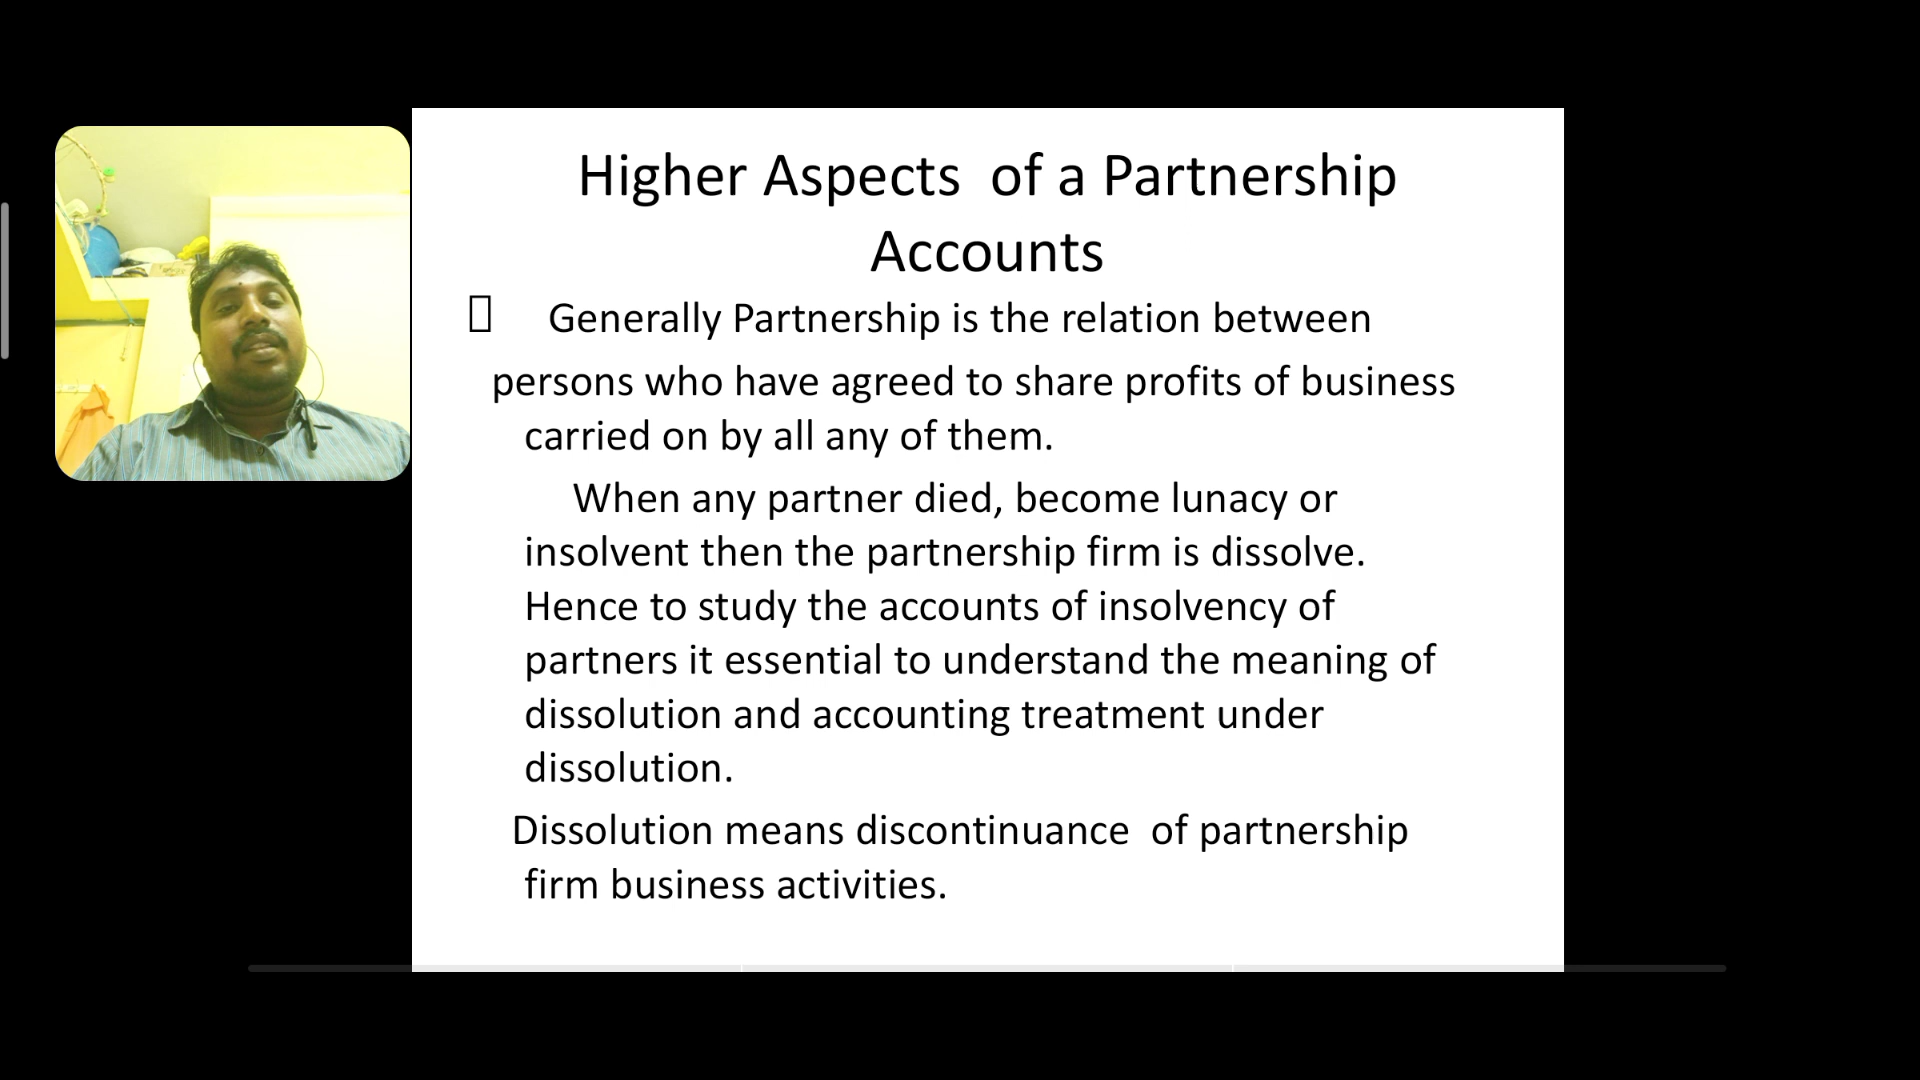 Higher Aspects  of a Partnership
Accounts
Generally Partnership is the relation between
persons who have agreed to share profits of business
carried on by all any of them.
When any partner died, become lunacy or
insolvent then the partnership firm is dissolve.
Hence to study the accounts of insolvency of
partners it essential to understand the meaning of
dissolution and accounting treatment under
dissolution.
Dissolution means discontinuance  of partnership
firm business activities.